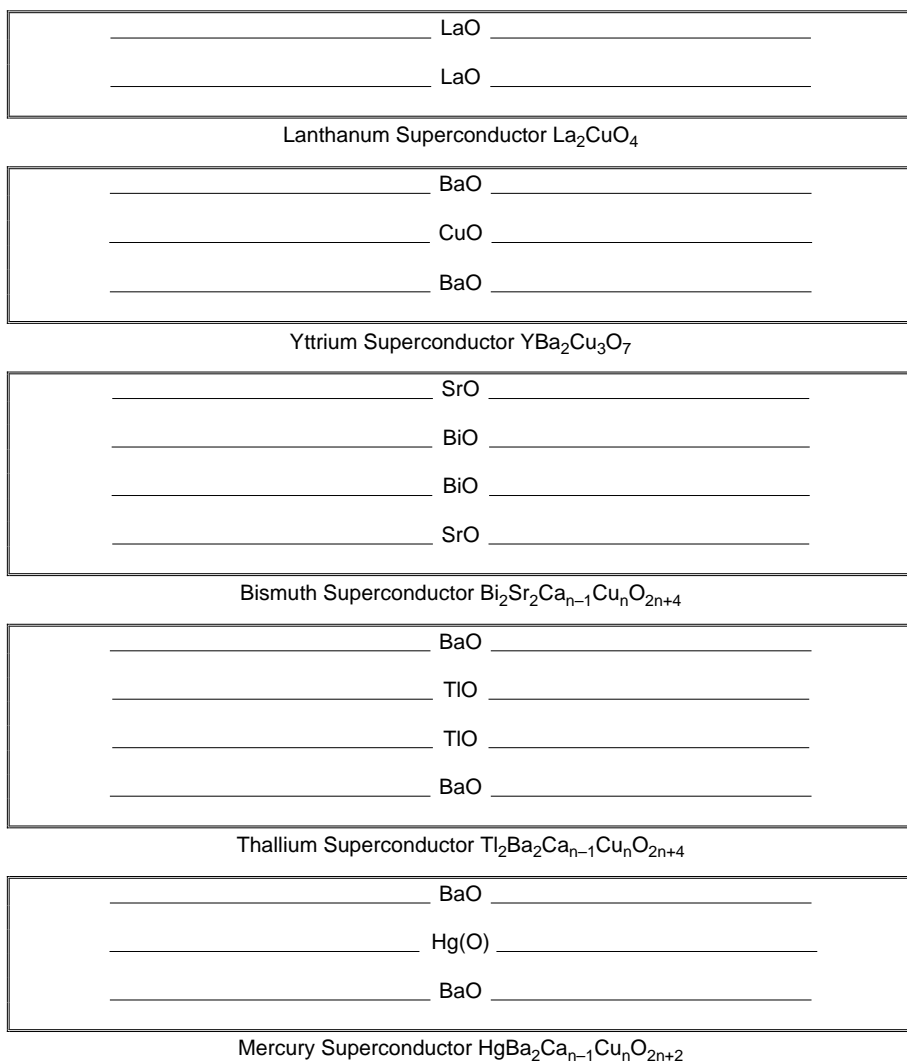 LaO
LaO
Lanthanum Superconductor La₂CuO₄
BaO
CuO
BaO
Yttrium Superconductor YBa₂Cu₃O₇
SrO
BiO
BiO
SrO
Bismuth Superconductor Bi₂Sr₂Caₙ₋₁CuₙO₂ₙ₊₄
BaO
TlO
TlO
BaO
Thallium Superconductor Tl₂Ba₂Caₙ₋₁CuₙO₂ₙ₊₄
BaO
Hg(O)
BaO
Mercury Superconductor HgBa₂Caₙ₋₁CuₙO₂ₙ₊₂